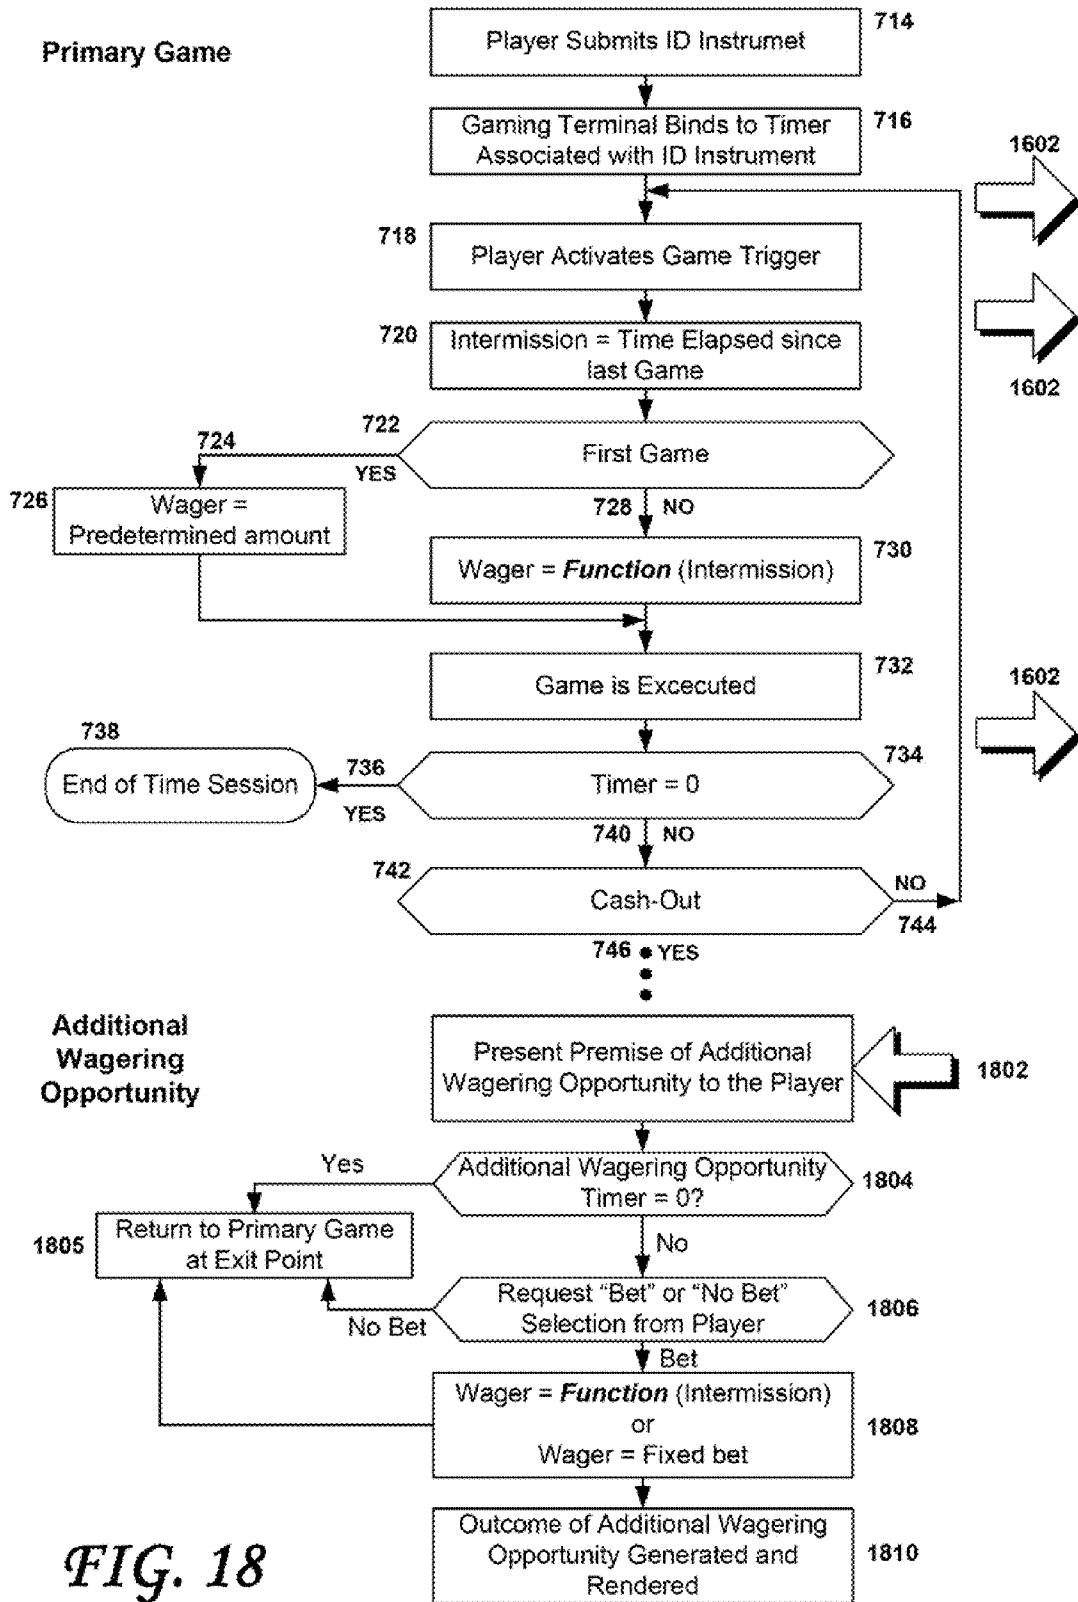 Primary Game
Player Submits ID Instrumet
714
Gaming Terminal Binds to Timer
Associated with ID Instrument
716
1602
718
Player Activates Game Trigger
720
Intermission = Time Elapsed since
last Game
1602
722
724
YES
First Game
726
Wager =
Predetermined amount
728 NO
Wager = Function (Intermission)
730
Game is Excecuted
732
1602
738
End of Time Session
736
YES
Timer = 0
734
740 NO
742
Cash-Out
NO
744
746 YES
Additional
Wagering
Opportunity
Present Premise of Additional
Wagering Opportunity to the Player
1802
Yes
Additional Wagering Opportunity
Timer = 0?
1804
1805
Return to Primary Game
at Exit Point
No
Request “Bet” or “No Bet”
Selection from Player
1806
No Bet
Bet
Wager = Function (Intermission)
or
Wager = Fixed bet
1808
Outcome of Additional Wagering
Opportunity Generated and
Rendered
1810
FIG. 18